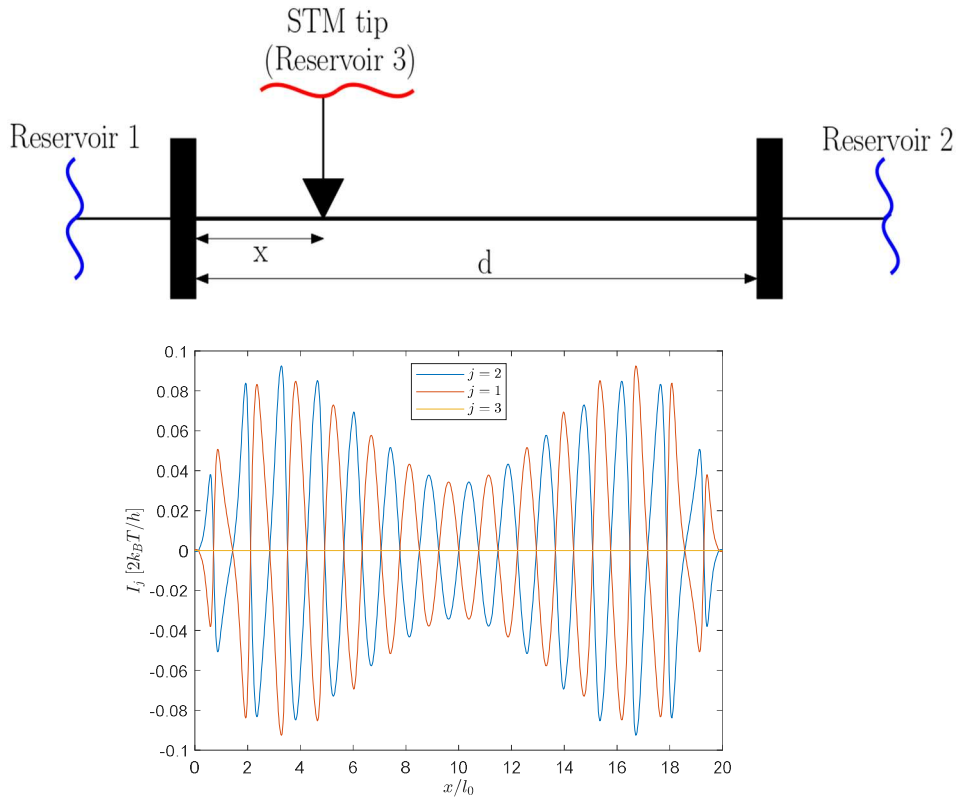 STM tip
(Reservoir 3)
Reservoir 1
Reservoir 2
x
d
0.1
0.08
0.06
0.04
0.02
0
-0.02
-0.04
-0.06
-0.08
-0.1
I_j [2k_BT/h]
j = 2
j = 1
j = 3
0 2 4 6 8 10 12 14 16 18 20
x/l_0